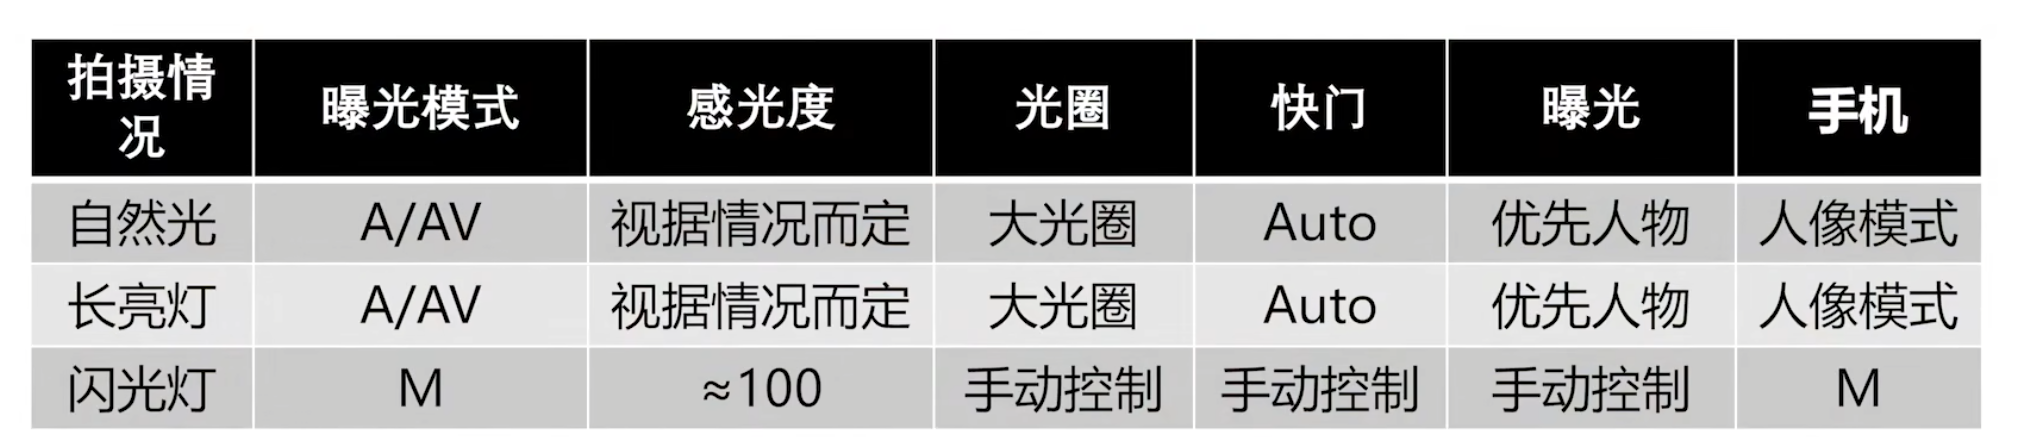 拍摄情况 曝光模式 感光度 光圈 快门 曝光 手机
自然光 A/AV 视据情况而定 大光圈 Auto 优先人物 人像模式
长亮灯 A/AV 视据情况而定 大光圈 Auto 优先人物 人像模式
闪光灯 M ≈100 手动控制 手动控制 手动控制 M